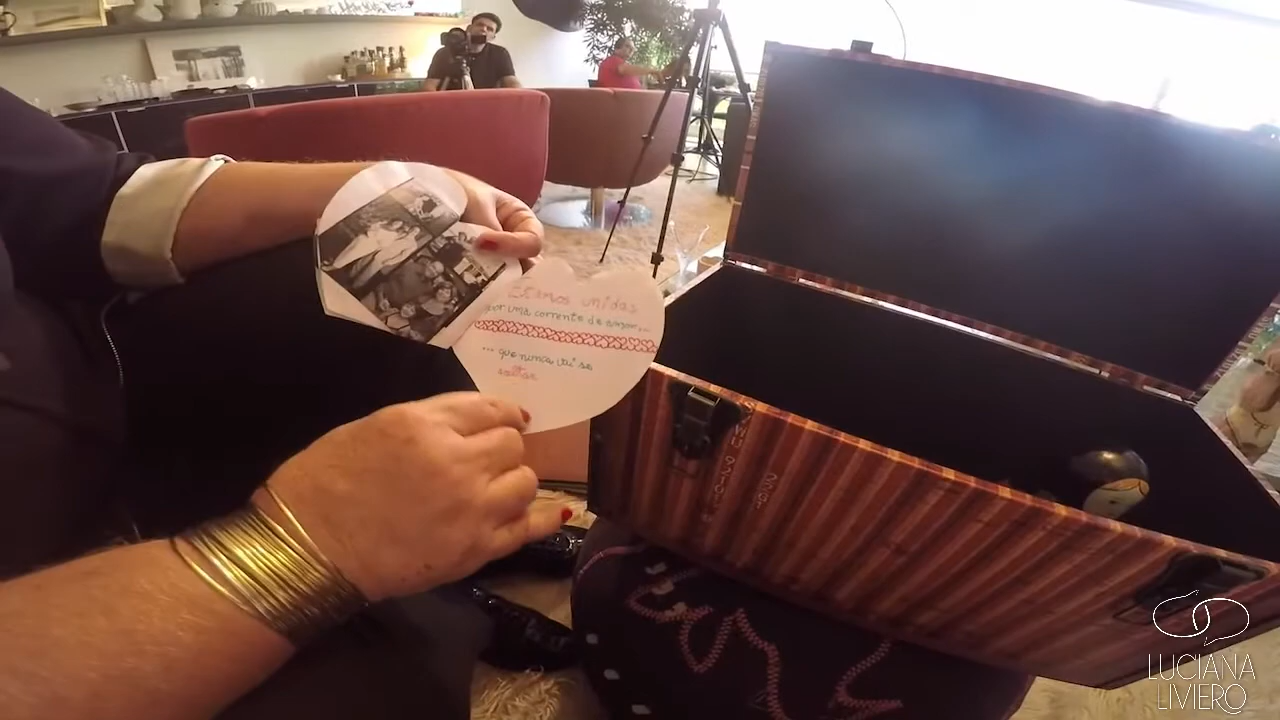 Estamos unidas
por uma corrente de amor...
... que nunca vai se
soltar
LUCIANA
LIVIERO